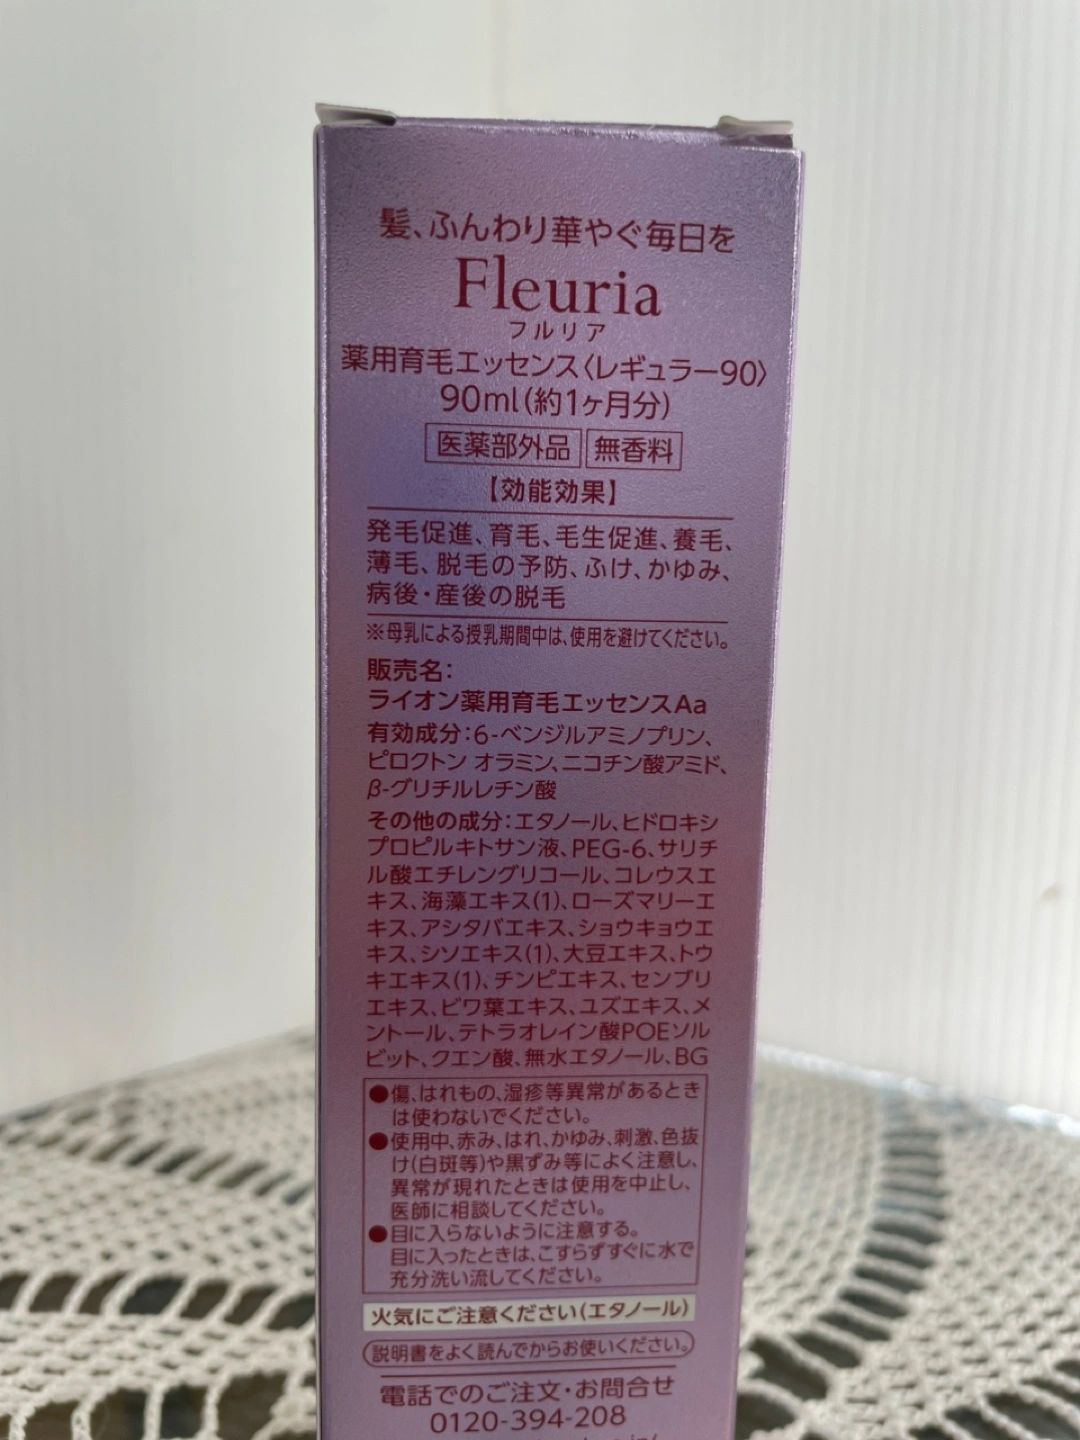 髪、ふんわり華やぐ毎日を
Fleuria
フルリア
薬用育毛エッセンス〈レギュラー90〉
90ml(約1ヶ月分)
医薬部外品 無香料
【効能効果】
発毛促進、育毛、毛生促進、養毛、
薄毛、脱毛の予防、ふけ、かゆみ、
病後・産後の脱毛
※母乳による授乳期間中は、使用を避けてください。
販売名:
ライオン薬用育毛エッセンスAa
有効成分:6-ベンジルアミノプリン、
ピロクトン オラミン、ニコチン酸アミド、
β-グリチルレチン酸
その他の成分:エタノール、ヒドロキシ
プロピルキトサン液、PEG-6、サリチ
ル酸エチレングリコール、コレウスエ
キス、海藻エキス(1)、ローズマリーエ
キス、アシタバエキス、ショウキョウエ
キス、シソエキス(1)、大豆エキス、トウ
キエキス(1)、チンピエキス、センブリ
エキス、ビワ葉エキス、ユズエキス、メ
ントール、テトラオレイン酸POEソル
ビット、クエン酸、無水エタノール、BG
●傷、はれもの、湿疹等異常があるとき
は使わないでください。
●使用中、赤み、はれ、かゆみ、刺激、色抜
け(白斑等)や黒ずみ等によく注意し、
異常が現れたときは使用を中止し、
医師に相談してください。
●目に入らないように注意する。
目に入ったときは、こすらずすぐに水で
充分洗い流してください。
火気にご注意ください(エタノール)
説明書をよく読んでからお使いください。
電話でのご注文・お問合せ
0120-394-208